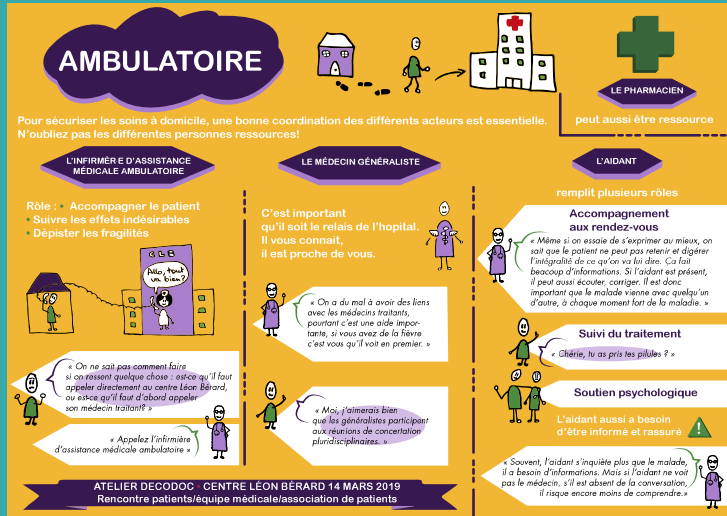 AMBULATOIRE
Pour sécuriser les soins à domicile, une bonne coordination des différents acteurs est essentielle.
N'oubliez pas les différentes personnes ressources!
LE PHARMACIEN
peut aussi être ressource
L'INFIRMÈR E D'ASSISTANCE
MÉDICALE AMBULATOIRE
Rôle : • Accompagner le patient
• Suivre les effets indésirables
• Dépister les fragilités
CLB
Allo, tout
va bien?
« On ne sait pas comment faire
si on ressent quelque chose : est-ce qu'il faut
appeler directement au centre Léon Bérard,
ou est-ce qu'il faut d'abord appeler
son médecin traitant? »
« Appelez l'infirmière
d'assistance médicale ambulatoire »
LE MÉDECIN GÉNÉRALISTE
C'est important
qu'il soit le relais de l'hopital.
Il vous connait,
il est proche de vous.
« On a du mal à avoir des liens
avec les médecins traitants,
pourtant c'est une aide impor-
tante, si vous avez de la fièvre
c'est vous qu'il voit en premier. »
« Moi, j'aimerais bien
que les généralistes participent
aux réunions de concertation
pluridisciplinaires. »
L'AIDANT
remplit plusieurs rôles
Accompagnement
aux rendez-vous
« Même si on essaie de s'exprimer au mieux, on
sait que le patient ne peut pas retenir et digérer
l'intégralité de ce qu'on va lui dire. Ça fait
beaucoup d'informations. Si l'aidant est présent,
il peut aussi écouter, corriger. Il est donc
important que le malade vienne avec quelqu'un
d'autre, à chaque moment fort de la maladie. »
Suivi du traitement
« Chérie, tu as pris tes pilules ? »
Soutien psychologique
L'aidant aussi a besoin
d'être informé et rassuré
« Souvent, l'aidant s'inquiète plus que le malade,
il a besoin d'informations. Mais si l'aidant ne voit
pas le médecin, s'il est absent de la conversation,
il risque encore moins de comprendre.»
ATELIER DECODOC • CENTRE LÉON BÉRARD 14 MARS 2019
Rencontre patients/équipe médicale/association de patients